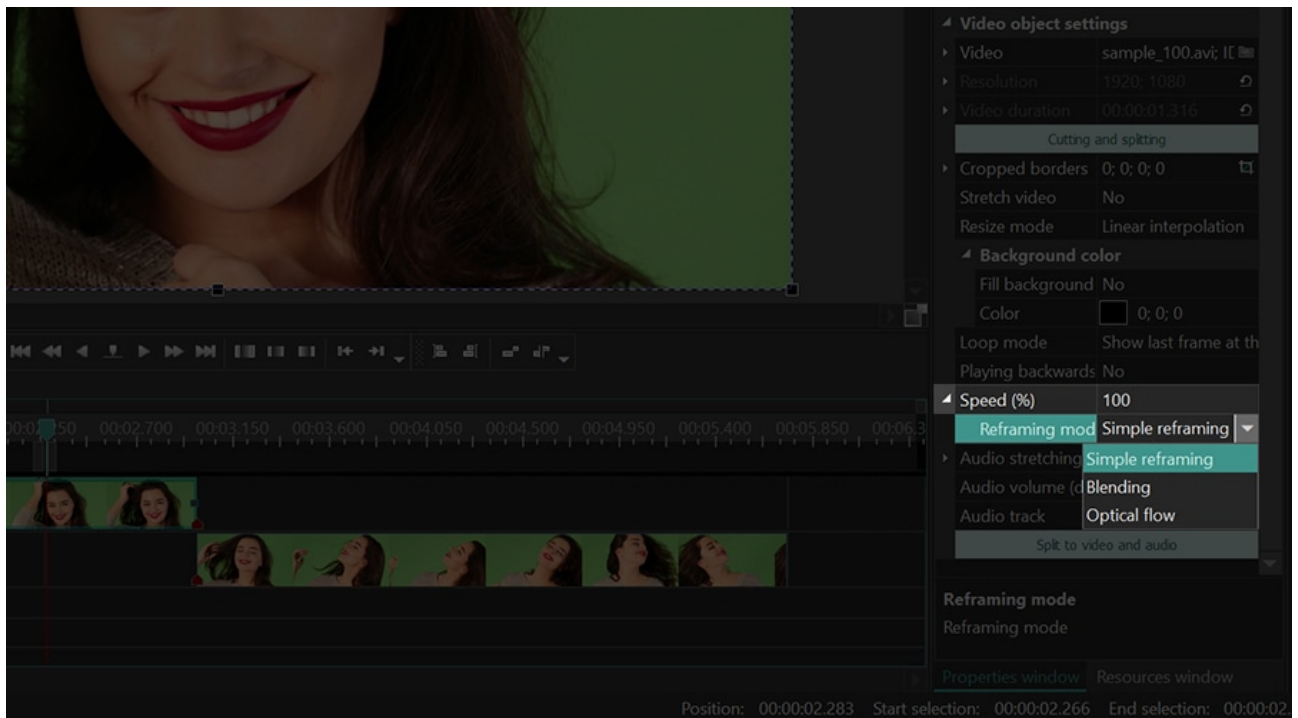 Video object settings
Video sample_100.avi; I
Resolution 1920; 1080
Video duration 00:00:01.316
Cutting and splitting
Cropped borders 0; 0; 0; 0
Stretch video No
Resize mode Linear interpolation
Background color
Fill background No
Color 0; 0; 0
Loop mode Show last frame at th
Playing backwards No
Speed (%) 100
Reframing mod Simple reframing
Audio stretching Simple reframing
Audio volume (d Blending
Audio track Optical flow
Split to video and audio
00:02.700 00:03.150 00:03.600 00:04.050 00:04.500 00:04.950 00:05.400 00:05.850 00:06.3
Reframing mode
Reframing mode
Properties window Resources window
Position: 00:00:02.283 Start selection: 00:00:02.266 End selection: 00:00:02.